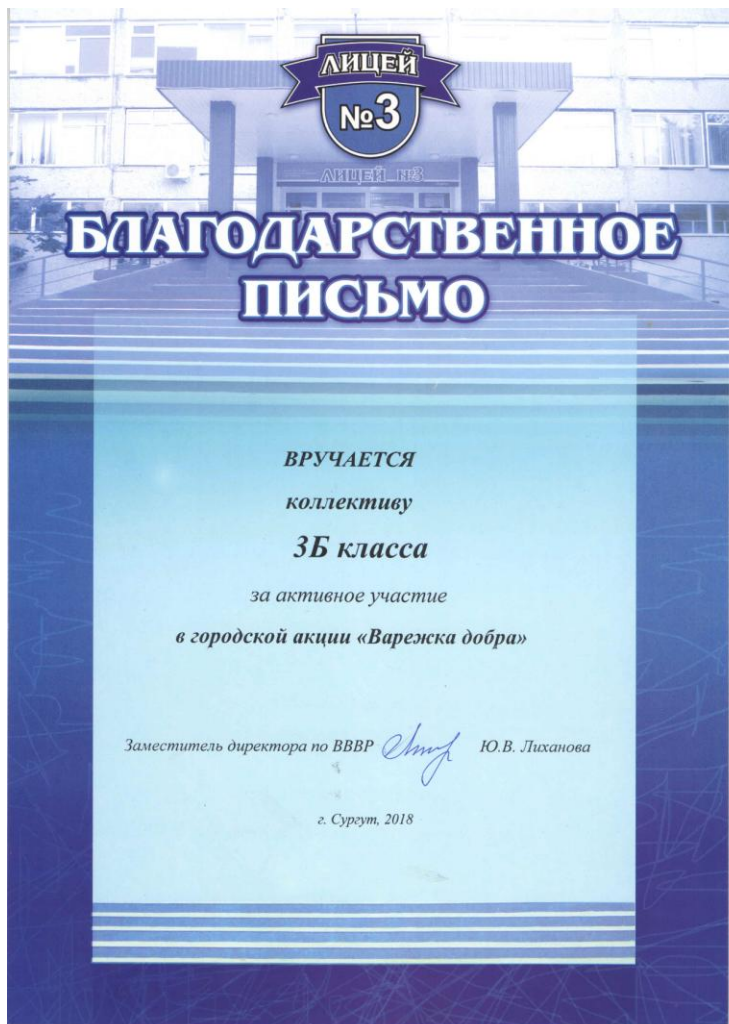 ЛИЦЕЙ
№3
ЛИЦЕЙ №3
БЛАГОДАРСТВЕННОЕ
ПИСЬМО
ВРУЧАЕТСЯ
коллективу
3Б класса
за активное участие
в городской акции «Варежка добра»
Заместитель директора по ВВВР Ю.В. Лиханова
г. Сургут, 2018